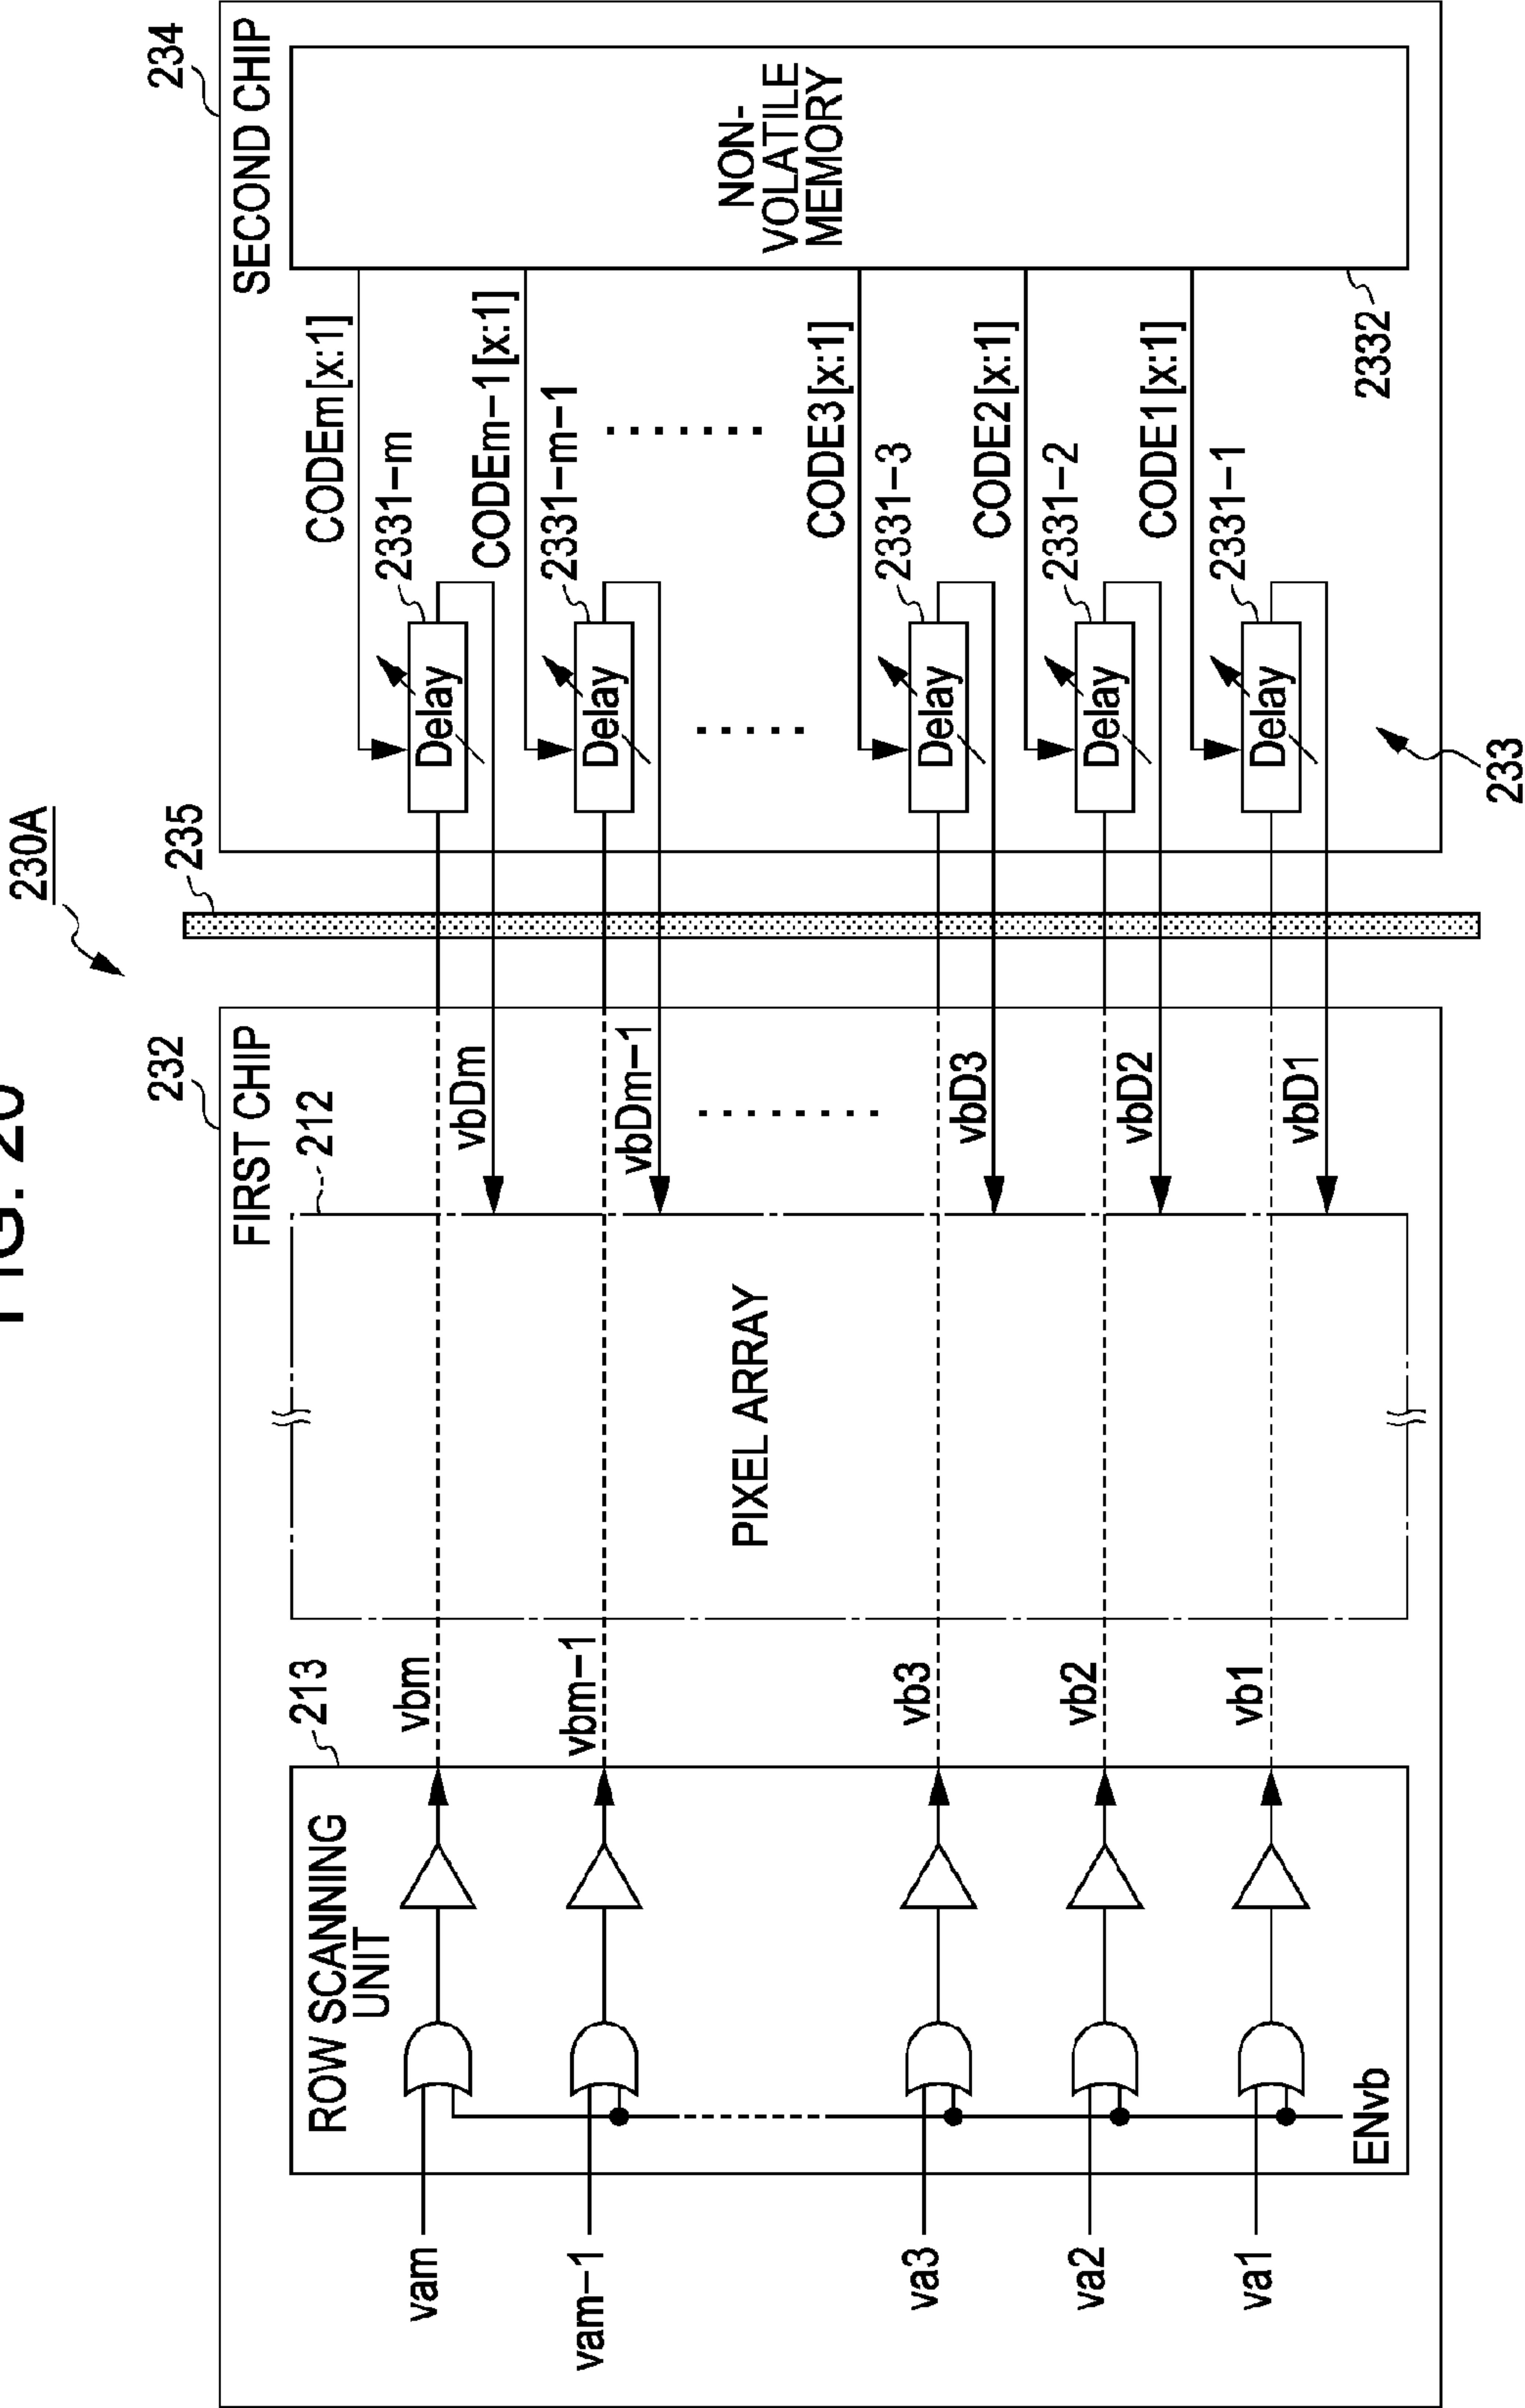 FIG.
230A
232
235
234
FIRST CHIP
SECOND CHIP
ROW SCANNING
UNIT
213
212
PIXEL ARRAY
NON-
VOLATILE
MEMORY
CODEm[x:1]
vam
vbm
vbDm
Delay
2331-m
CODEm-1[x:1]
vam-1
vbm-1
vbDm-1
Delay
2331-m-1
CODE3[x:1]
va3
vb3
vbD3
Delay
2331-3
CODE2[x:1]
va2
vb2
vbD2
Delay
2331-2
CODE1[x:1]
va1
vb1
vbD1
Delay
2331-1
ENvb
2332
233